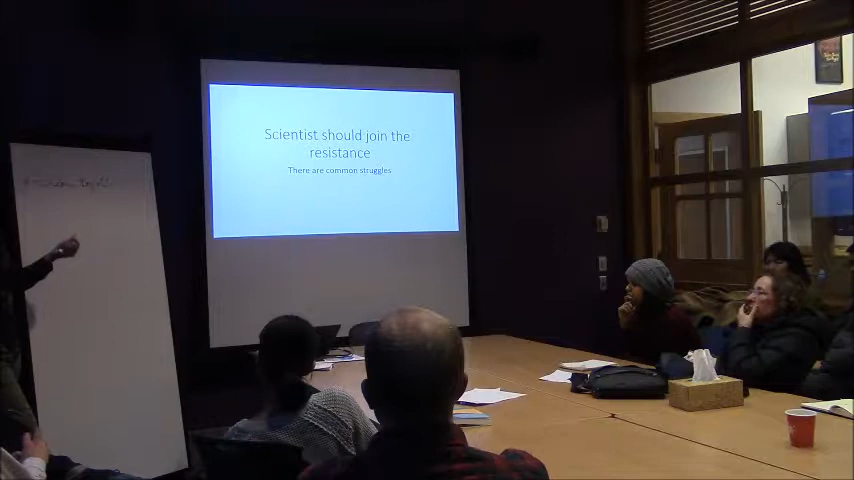 Scientist should join the
resistance
There are common struggles